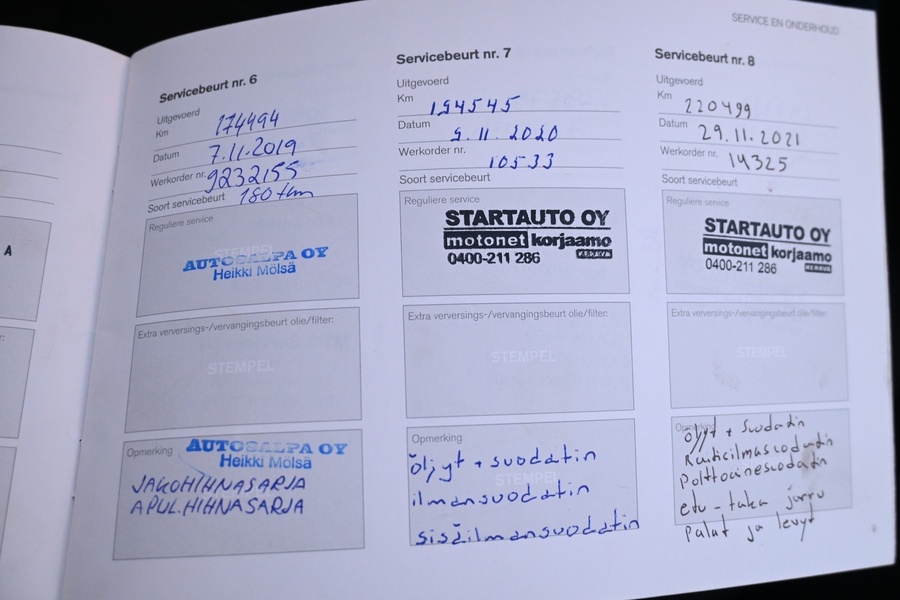 SERVICE EN ONDERHOUD
A
Servicebeurt nr. 6
Uitgevoerd
Km 174494
Datum 7.11.2019
Werkorder nr. 9232155
Soort servicebeurt 180 tkm
Reguliere service
STEMPEL
AUTOSALPA OY
Heikki Mölsä
Extra verversings-/vervangingsbeurt olie/filter:
STEMPEL
Opmerking
AUTOSALPA OY
Heikki Mölsä
JAKOHIHNASARJA
APUL.HIHNASARJA
Servicebeurt nr. 7
Uitgevoerd
Km 194545
Datum 9.11.2020
Werkorder nr. 10533
Soort servicebeurt
Reguliere service
STARTAUTO OY
motonet korjaamo
0400-211 286 KERAVA
Extra verversings-/vervangingsbeurt olie/filter:
STEMPEL
Opmerking
öljyt + suodatin
STEMPEL
ilmansuodatin
sisäilmansuodatin
Servicebeurt nr. 8
Uitgevoerd
Km 220499
Datum 29.11.2021
Werkorder nr. 14325
Soort servicebeurt
Reguliere service
STARTAUTO OY
motonet korjaamo
0400-211 286 KERAVA
Extra verversings-/vervangingsbeurt olie/filter:
STEMPEL
Opmerking
öljyt + suodatin
Raitisilmasuodatin
polttoainesuodatin
etu - taka jarru
palat ja levyt